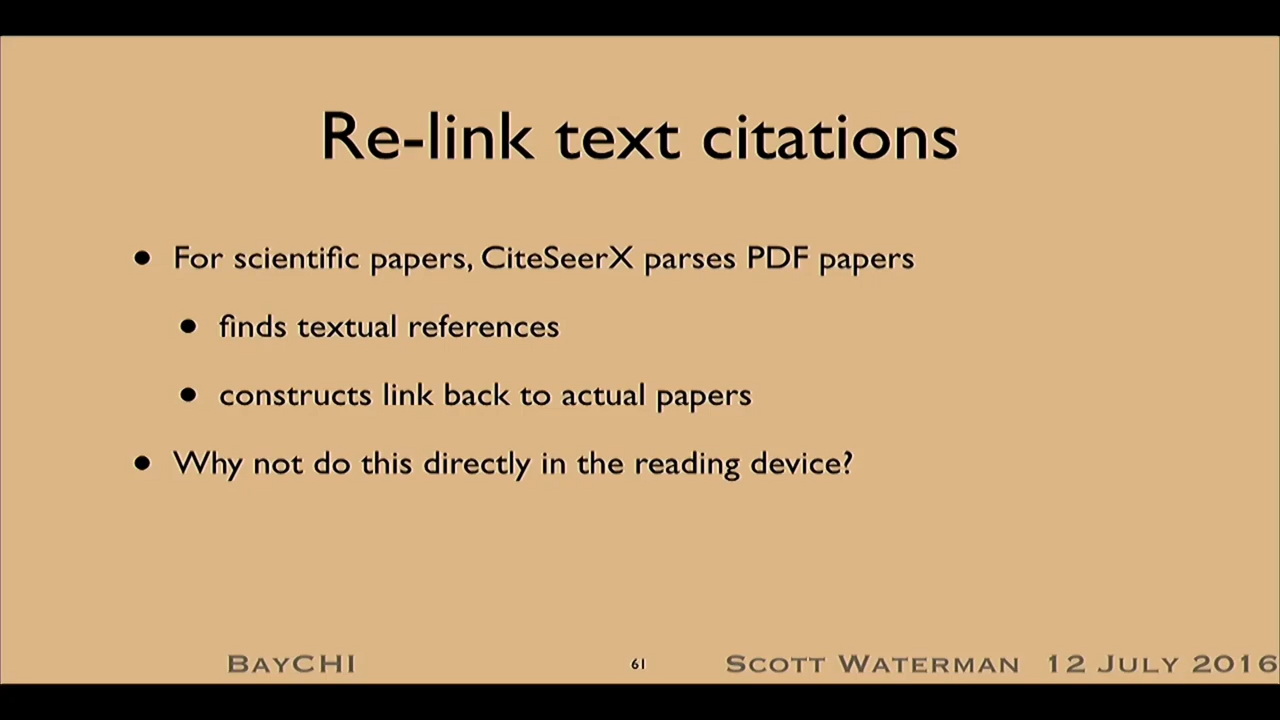 Re-link text citations
• For scientific papers, CiteSeerX parses PDF papers
• finds textual references
• constructs link back to actual papers
• Why not do this directly in the reading device?
BAYCHI 61 SCOTT WATERMAN 12 JULY 2016